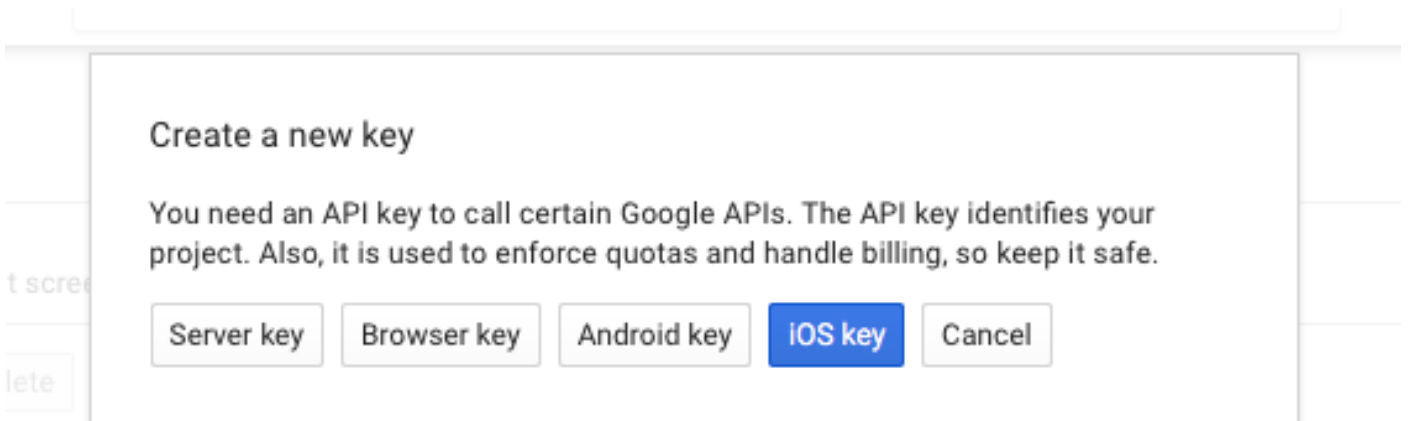 Create a new key
You need an API key to call certain Google APIs. The API key identifies your
project. Also, it is used to enforce quotas and handle billing, so keep it safe.
t scree
Server key Browser key Android key iOS key Cancel
lete